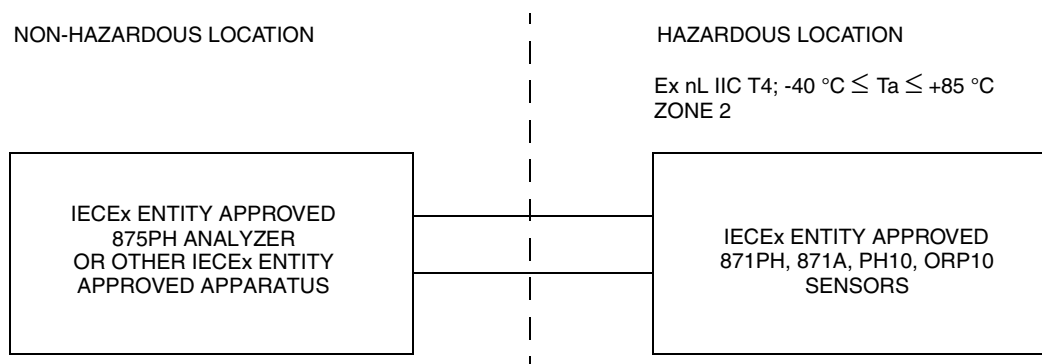 NON-HAZARDOUS LOCATION
HAZARDOUS LOCATION
Ex nL IIC T4; -40 °C ≤ Ta ≤ +85 °C
ZONE 2
IECEx ENTITY APPROVED
875PH ANALYZER
OR OTHER IECEx ENTITY
APPROVED APPARATUS
IECEx ENTITY APPROVED
871PH, 871A, PH10, ORP10
SENSORS